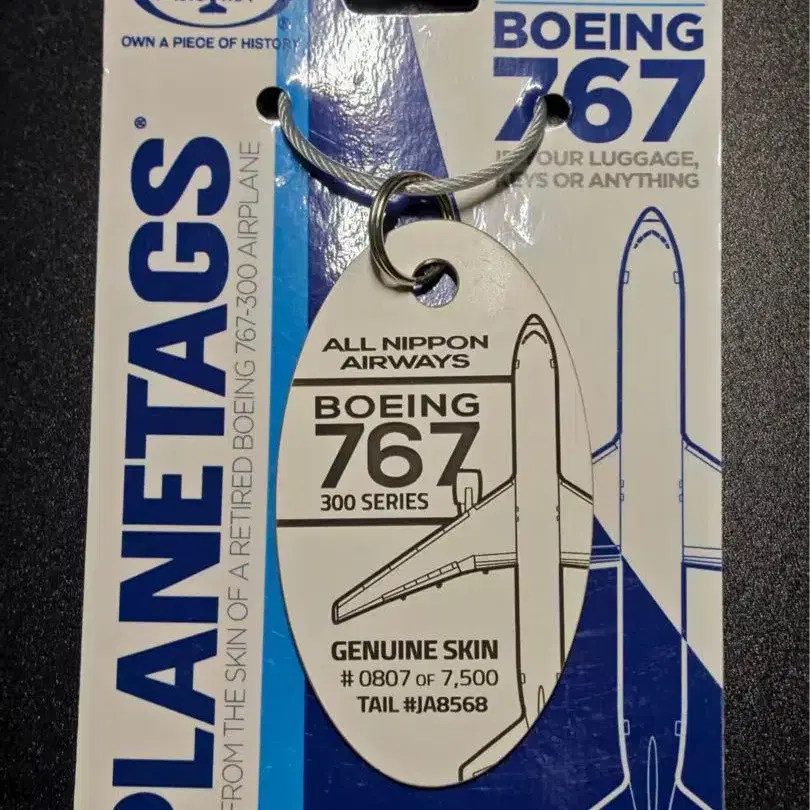 OWN A PIECE OF HISTORY
BOEING
767
YOUR LUGGAGE,
KEYS OR ANYTHING
PLANETAGS®
FROM THE SKIN OF A RETIRED BOEING 767-300 AIRPLANE
ALL NIPPON
AIRWAYS
BOEING
767
300 SERIES
GENUINE SKIN
# 0807 OF 7,500
TAIL #JA8568